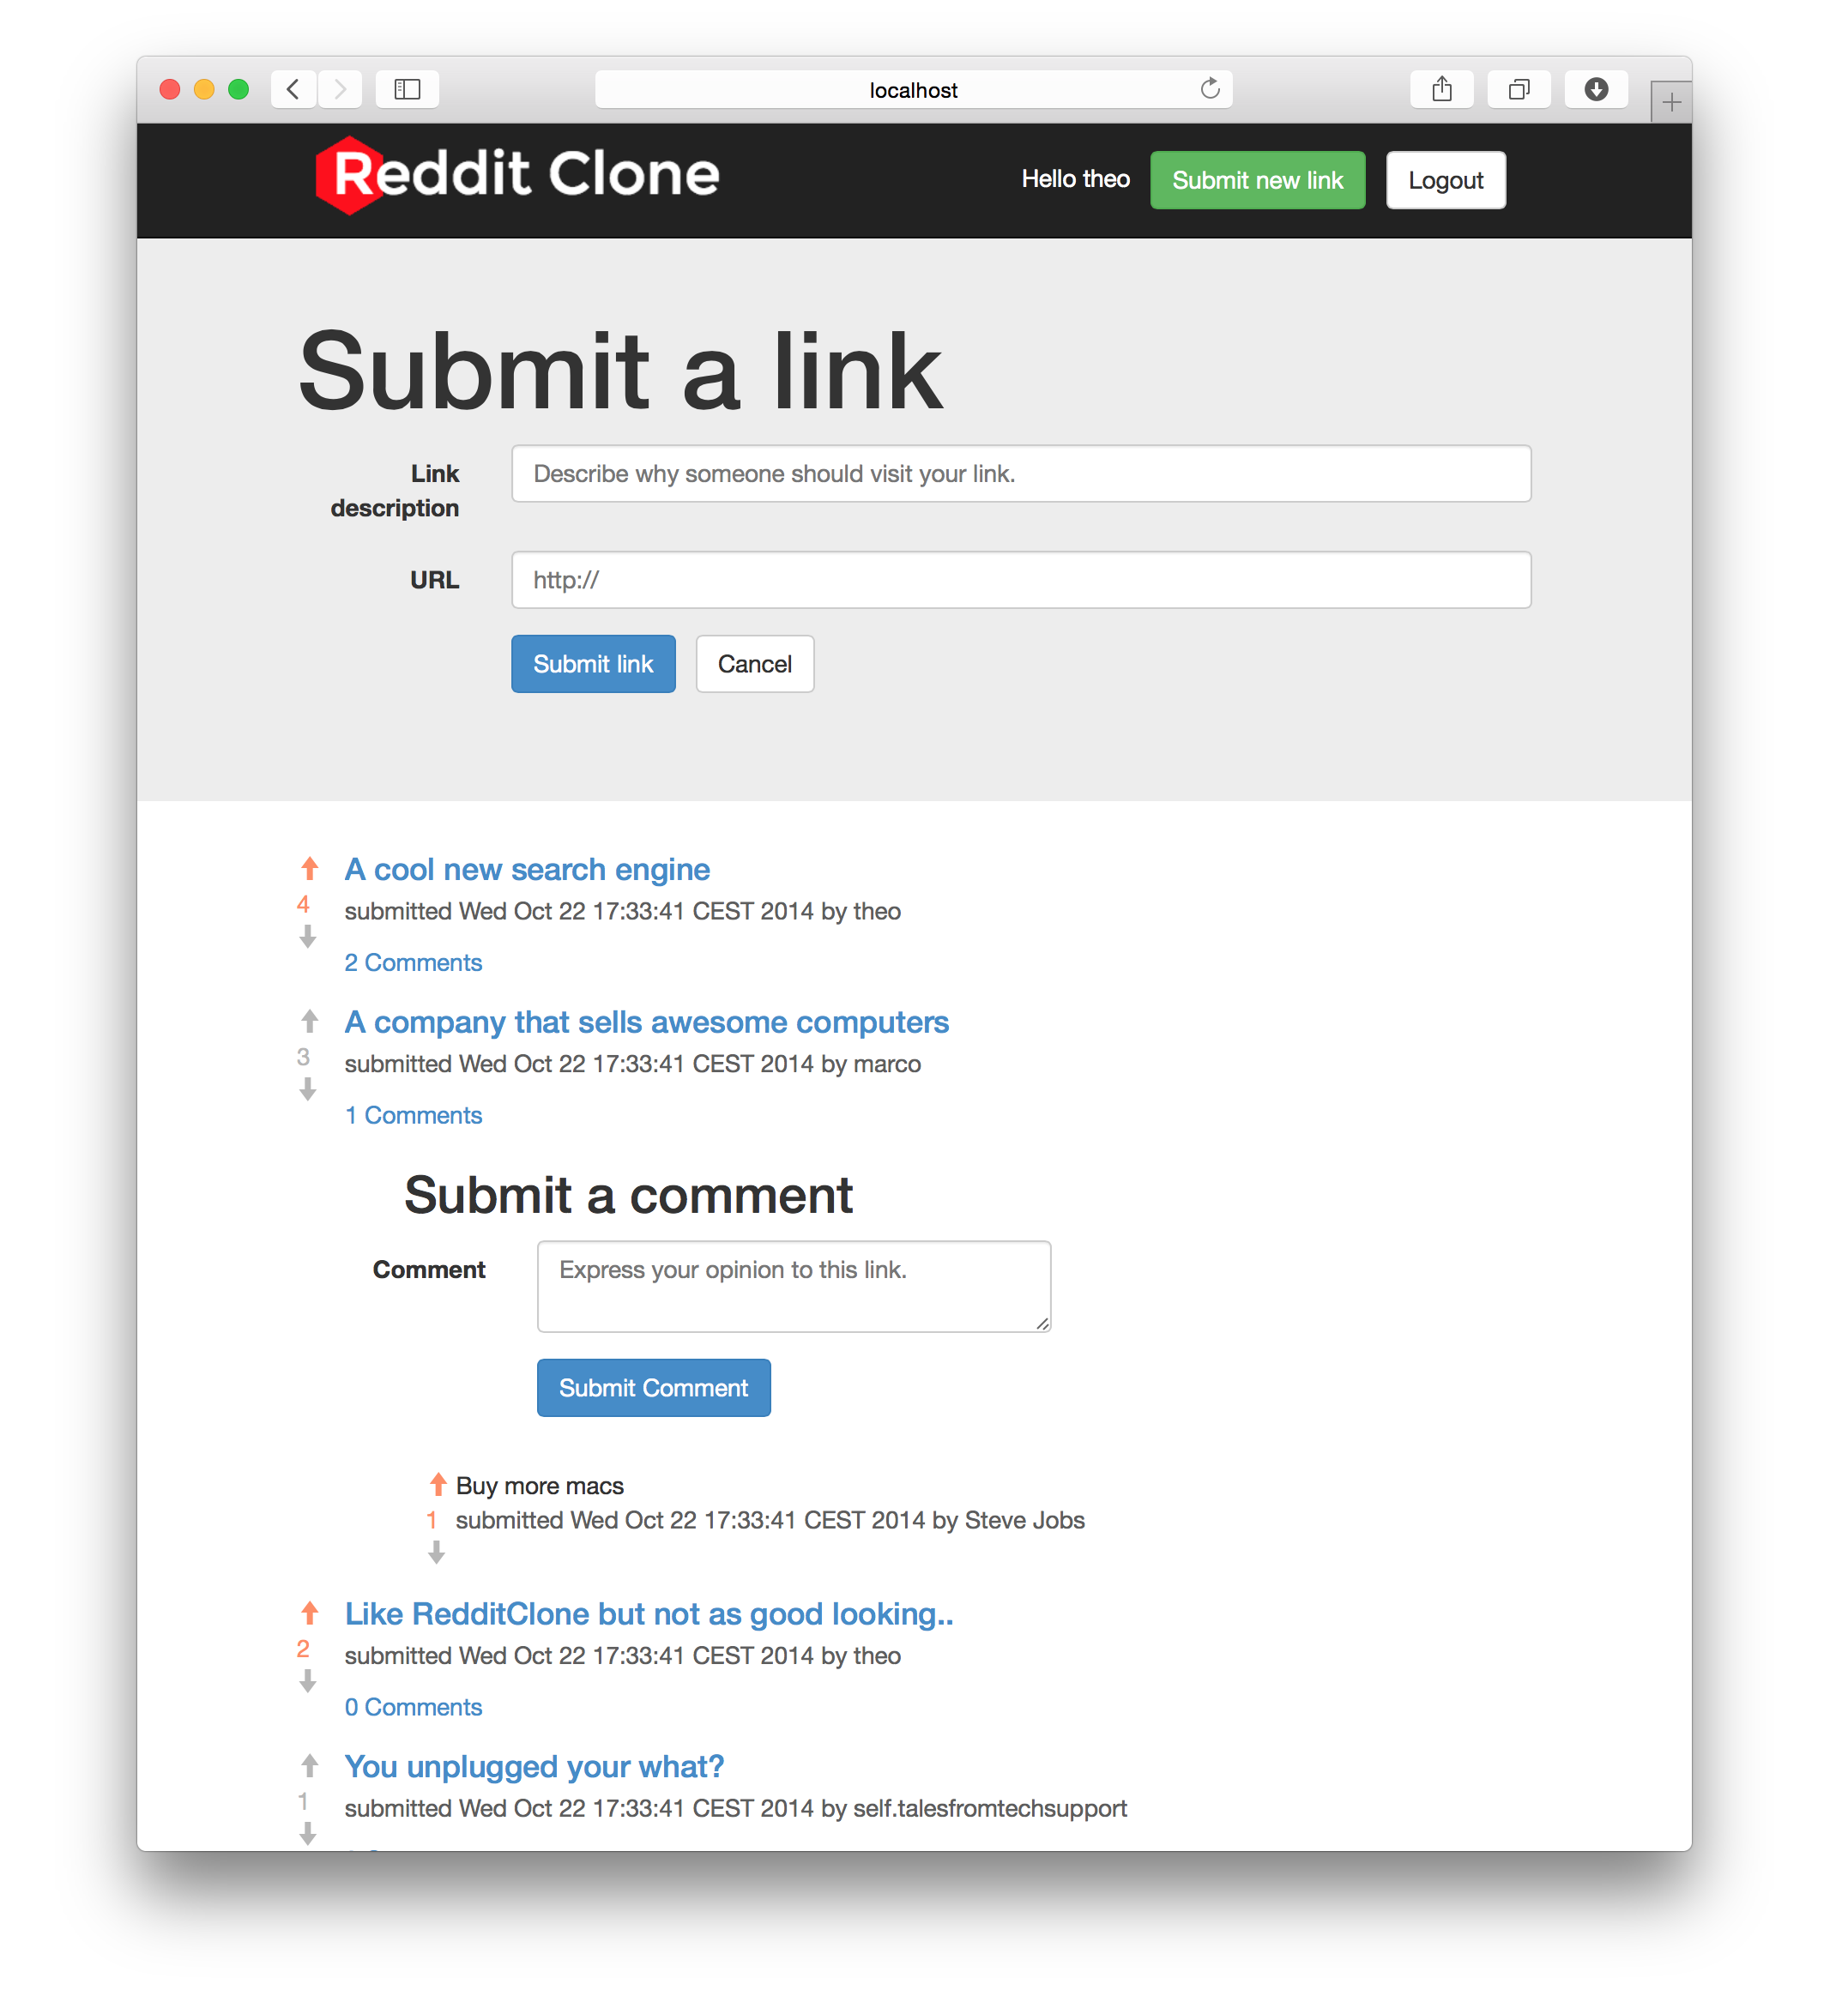 localhost
Reddit Clone
Hello theo
Submit new link
Logout
Submit a link
Link
description
Describe why someone should visit your link.
URL
http://
Submit link
Cancel
A cool new search engine
4
submitted Wed Oct 22 17:33:41 CEST 2014 by theo
2 Comments
A company that sells awesome computers
3
submitted Wed Oct 22 17:33:41 CEST 2014 by marco
1 Comments
Submit a comment
Comment
Express your opinion to this link.
Submit Comment
Buy more macs
1
submitted Wed Oct 22 17:33:41 CEST 2014 by Steve Jobs
Like RedditClone but not as good looking..
2
submitted Wed Oct 22 17:33:41 CEST 2014 by theo
0 Comments
You unplugged your what?
1
submitted Wed Oct 22 17:33:41 CEST 2014 by self.talesfromtechsupport